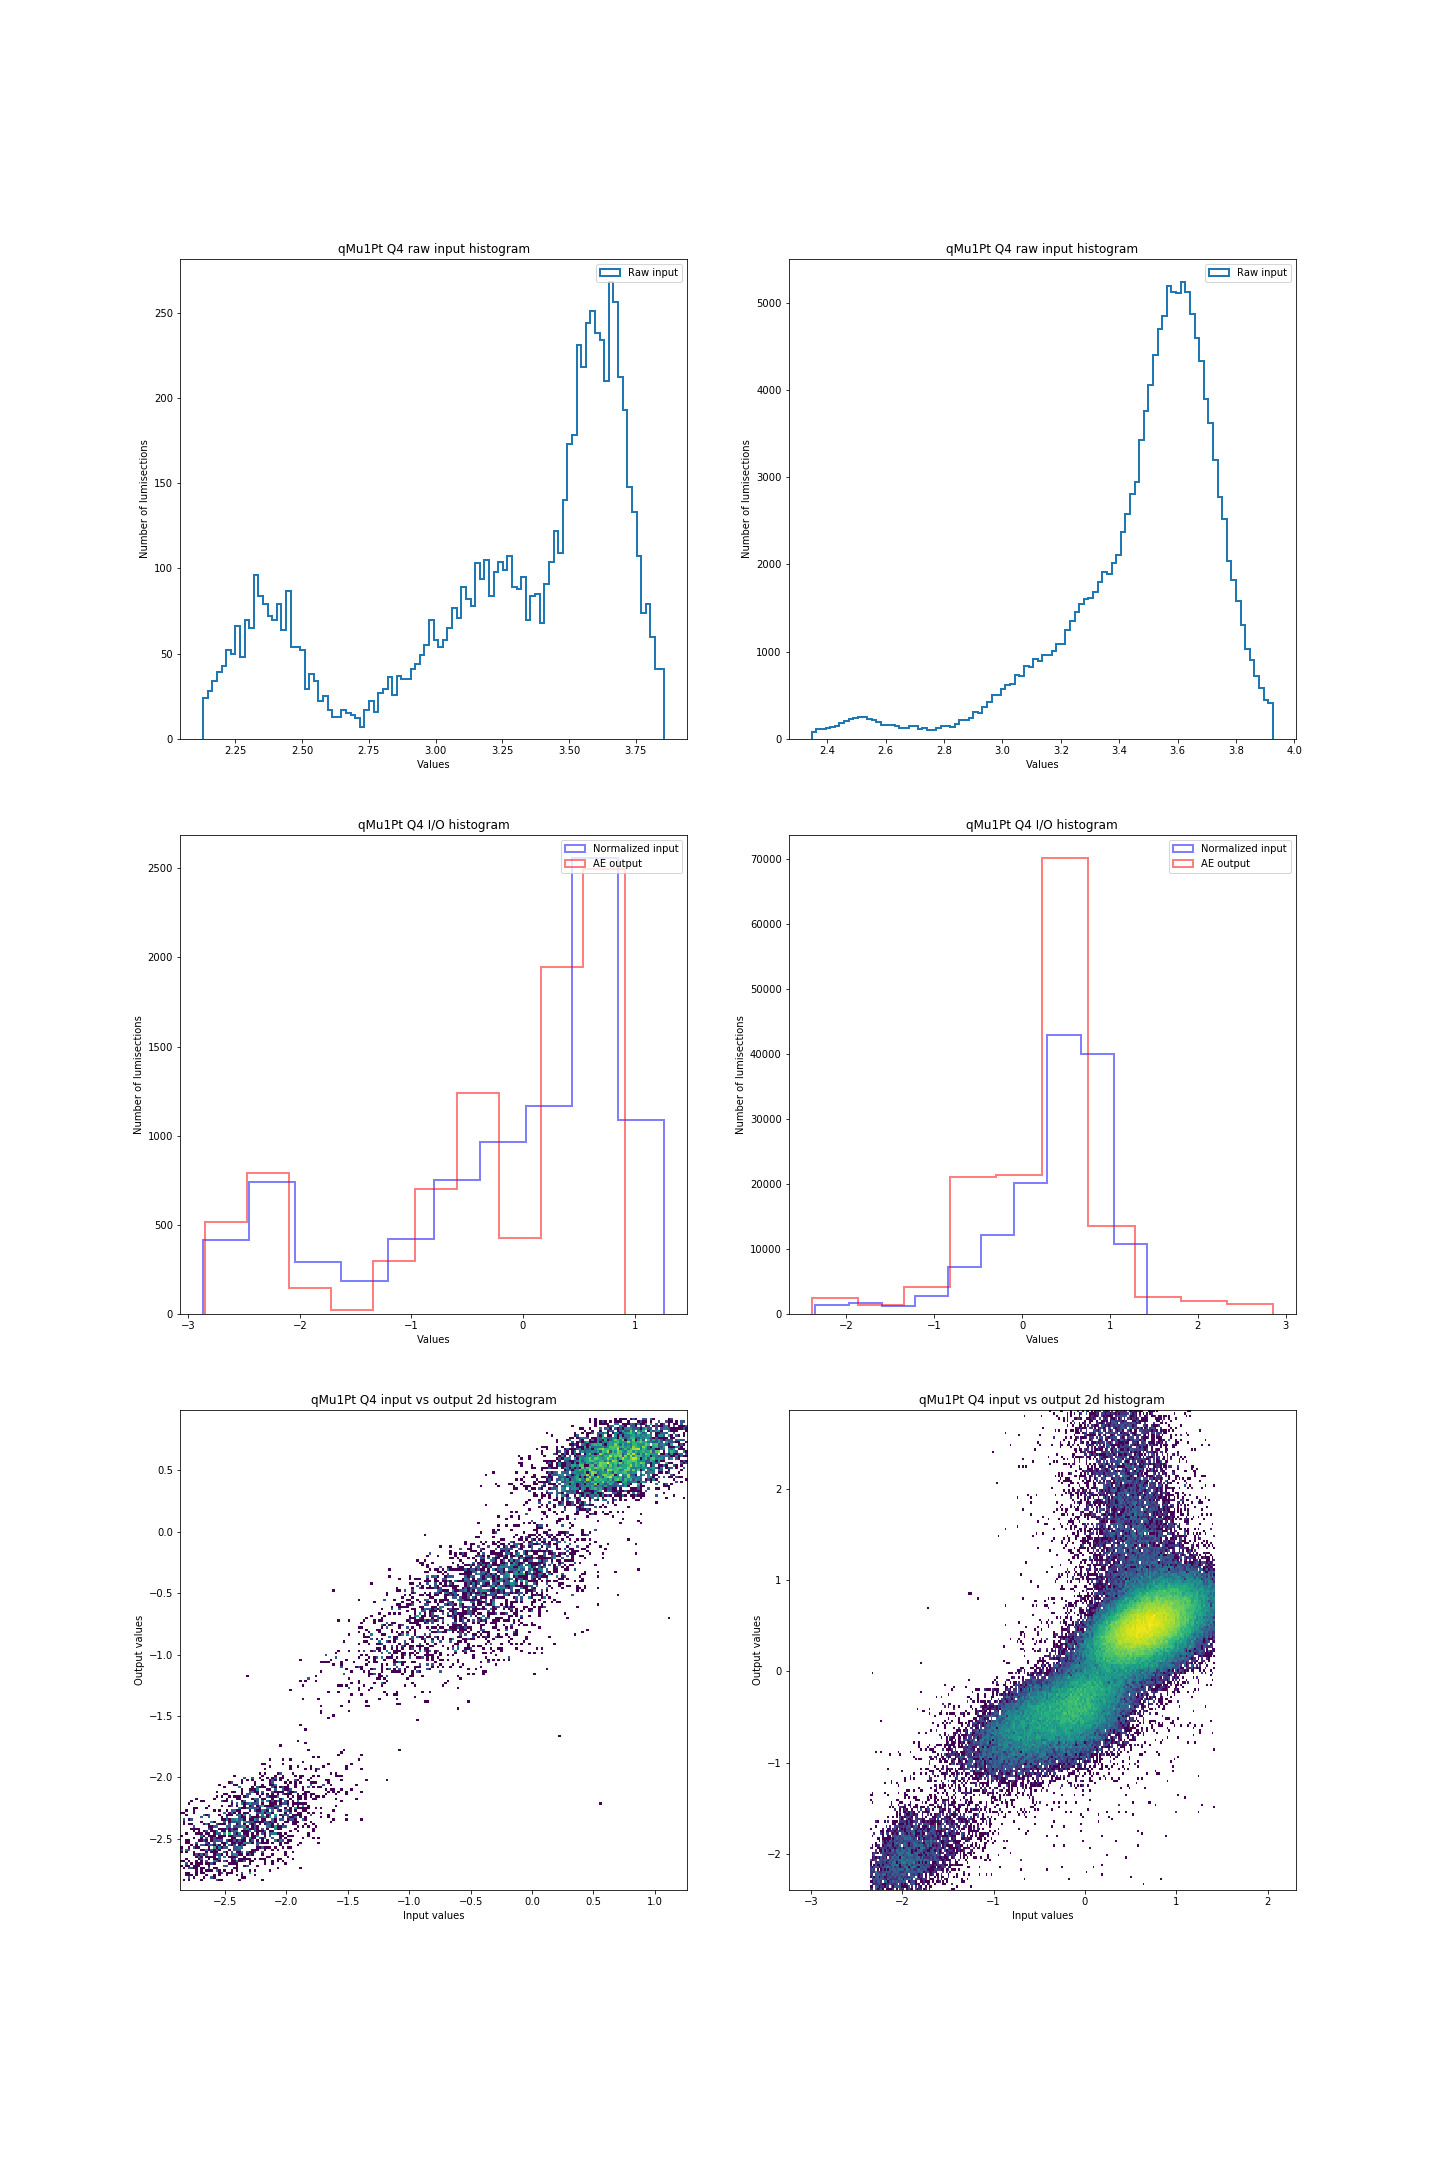 qMu1Pt Q4 raw input histogram
Raw input
250
200
150
100
50
0
Number of lumisections
2.25 2.50 2.75 3.00 3.25 3.50 3.75
Values
qMu1Pt Q4 raw input histogram
Raw input
5000
4000
3000
2000
1000
0
Number of lumisections
2.4 2.6 2.8 3.0 3.2 3.4 3.6 3.8 4.0
Values
qMu1Pt Q4 I/O histogram
Normalized input
AE output
2500
2000
1500
1000
500
0
Number of lumisections
−3 −2 −1 0 1
Values
qMu1Pt Q4 I/O histogram
Normalized input
AE output
70000
60000
50000
40000
30000
20000
10000
0
Number of lumisections
−2 −1 0 1 2 3
Values
qMu1Pt Q4 input vs output 2d histogram
0.5
0.0
−0.5
−1.0
−1.5
−2.0
−2.5
Output values
−2.5 −2.0 −1.5 −1.0 −0.5 0.0 0.5 1.0
Input values
qMu1Pt Q4 input vs output 2d histogram
2
1
0
−1
−2
Output values
−3 −2 −1 0 1 2
Input values